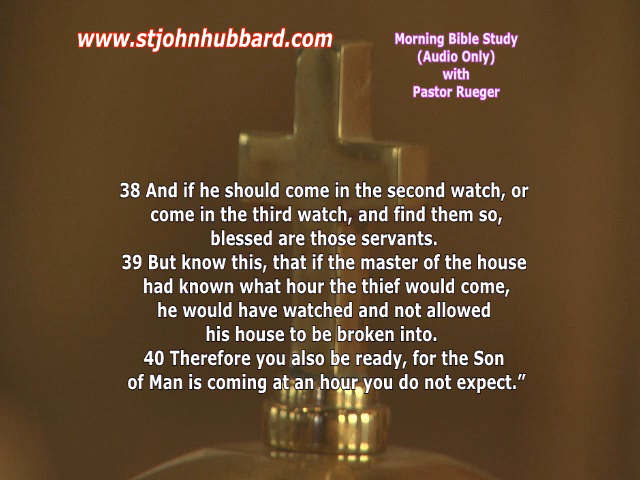 www.stjohnhubbard.com
Morning Bible Study
(Audio Only)
with
Pastor Rueger
38 And if he should come in the second watch, or
come in the third watch, and find them so,
blessed are those servants.
39 But know this, that if the master of the house
had known what hour the thief would come,
he would have watched and not allowed
his house to be broken into.
40 Therefore you also be ready, for the Son
of Man is coming at an hour you do not expect.”